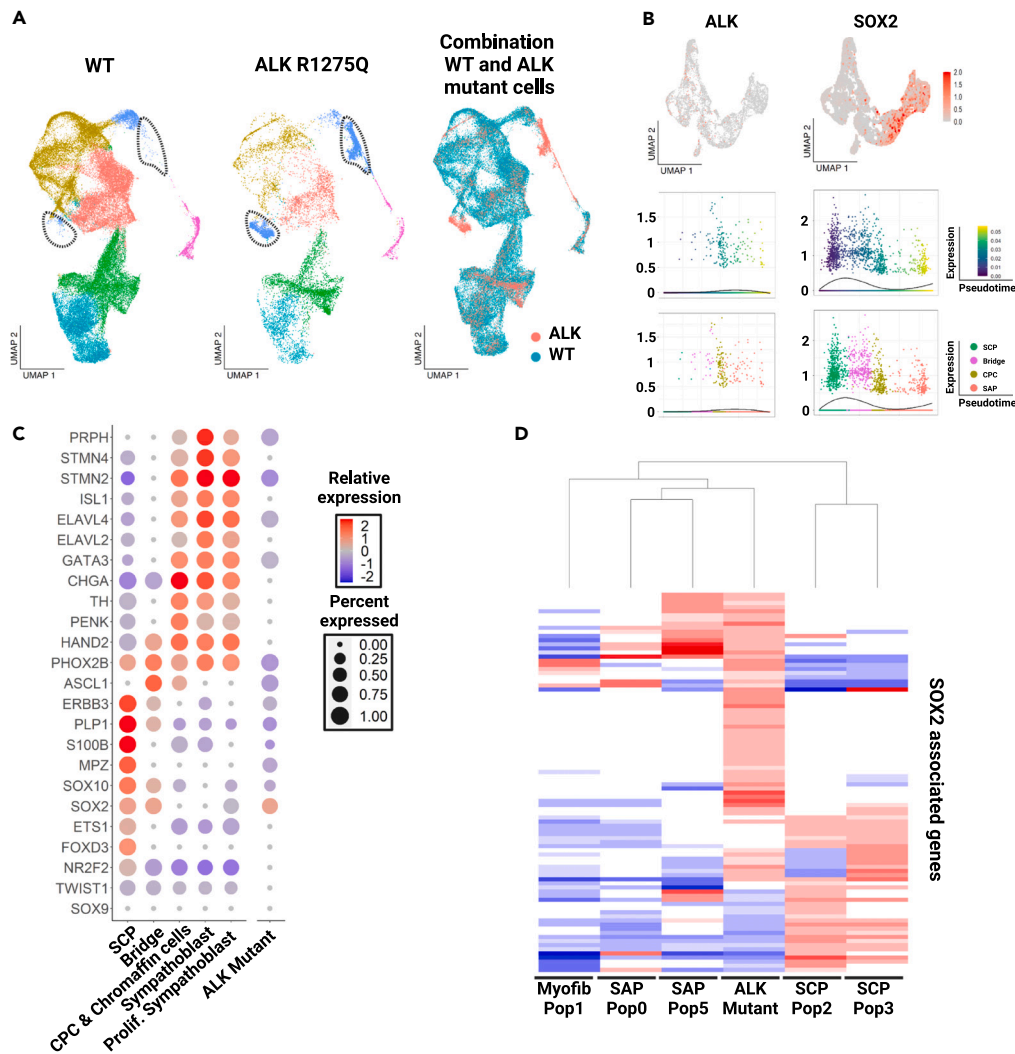 A
WT
ALK R1275Q
Combination
WT and ALK
mutant cells
UMAP 2
UMAP 1
UMAP 2
UMAP 1
UMAP 2
UMAP 1
ALK
WT
B
ALK
SOX2
UMAP 2
UMAP 1
UMAP 2
UMAP 1
2.0
1.5
1.0
0.5
0.0
1.5
1
0.5
0
2
1
0
Expression
Pseudotime
0.05
0.04
0.03
0.02
0.01
0.00
1.5
1
0.5
0
2
1
0
SCP
Bridge
CPC
SAP
Expression
Pseudotime
C
PRPH
STMN4
STMN2
ISL1
ELAVL4
ELAVL2
GATA3
CHGA
TH
PENK
HAND2
PHOX2B
ASCL1
ERBB3
PLP1
S100B
MPZ
SOX10
SOX2
ETS1
FOXD3
NR2F2
TWIST1
SOX9
SCP
Bridge
CPC & Chromaffin cells
Sympathoblast
Prolif. Sympathoblast
ALK Mutant
Relative
expression
2
1
0
-1
-2
Percent
expressed
0.00
0.25
0.50
0.75
1.00
D
SOX2 associated genes
Myofib
Pop1
SAP
Pop0
SAP
Pop5
ALK
Mutant
SCP
Pop2
SCP
Pop3